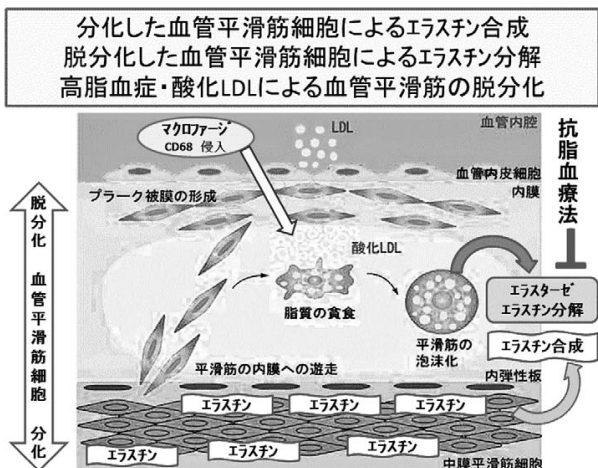 分化した血管平滑筋細胞によるエラスチン合成
脱分化した血管平滑筋細胞によるエラスチン分解
高脂血症・酸化LDLによる血管平滑筋の脱分化
マクロファージ
CD68 侵入
LDL
血管内腔
血管内皮細胞
内膜
プラーク被膜の形成
酸化LDL
脂質の貪食
平滑筋の
泡沫化
平滑筋の内膜への遊走
内弾性板
エラスチン
エラスチン
エラスチン
エラスチン
エラスチン
エラスチン
中膜平滑筋細胞
脱分化 血管平滑筋細胞 分化
抗脂血療法
エラスターゼ
エラスチン分解
エラスチン合成